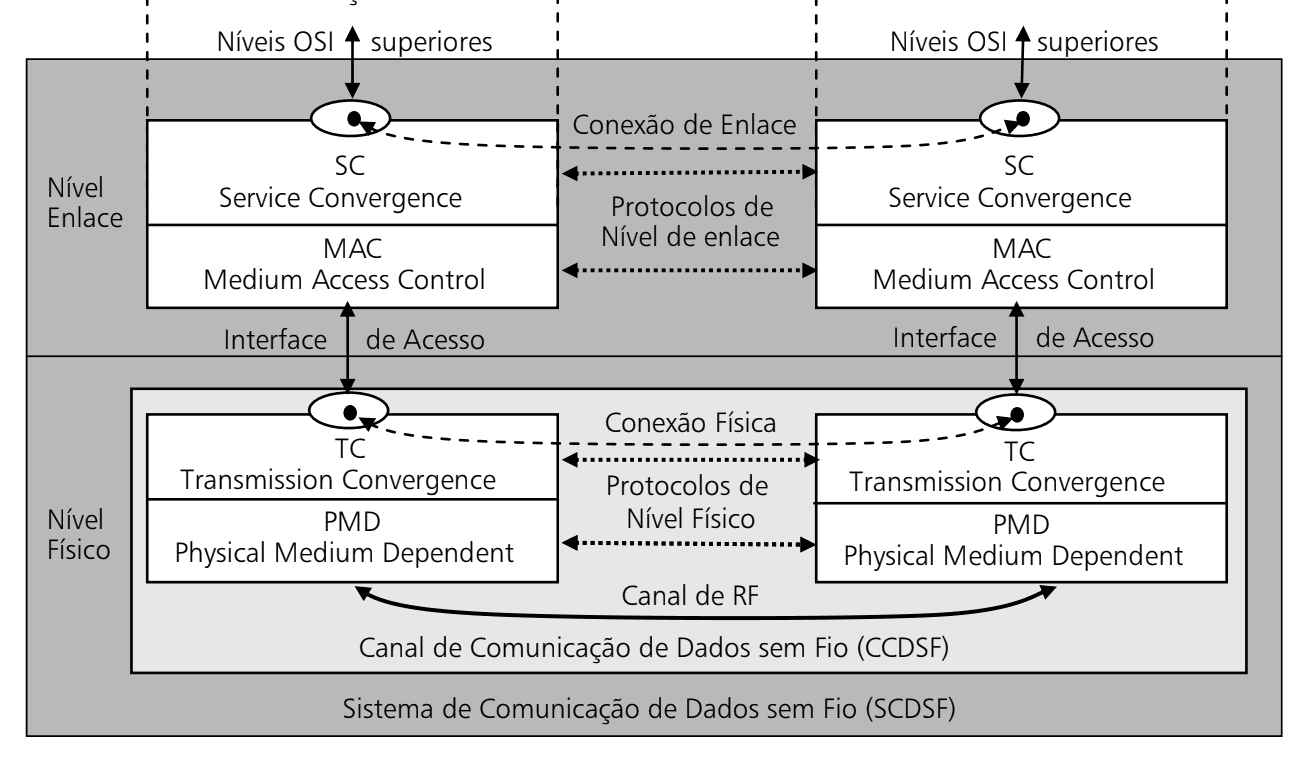 Níveis OSI superiores
Níveis OSI superiores
Conexão de Enlace
SC
Service Convergence
SC
Service Convergence
Nível
Enlace
Protocolos de
Nível de enlace
MAC
Medium Access Control
MAC
Medium Access Control
Interface de Acesso
Interface de Acesso
Conexão Física
TC
Transmission Convergence
TC
Transmission Convergence
Nível
Físico
Protocolos de
Nível Físico
PMD
Physical Medium Dependent
PMD
Physical Medium Dependent
Canal de RF
Canal de Comunicação de Dados sem Fio (CCDSF)
Sistema de Comunicação de Dados sem Fio (SCDSF)